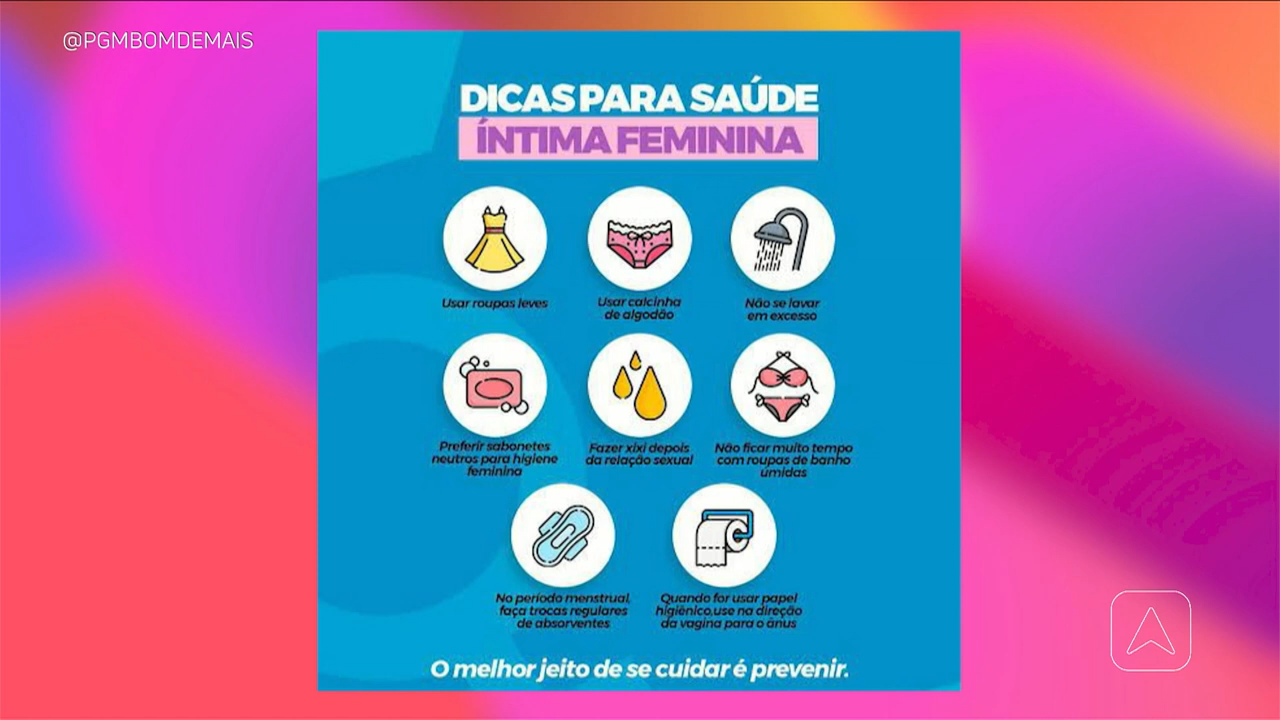 @PGMBOMDEMAIS
DICAS PARA SAÚDE
ÍNTIMA FEMININA
Usar roupas leves
Usar calcinha
de algodão
Não se lavar
em excesso
Preferir sabonetes
neutros para higiene
feminina
Fazer xixi depois
da relação sexual
Não ficar muito tempo
com roupas de banho
úmidas
No período menstrual,
faça trocas regulares
de absorventes
Quando for usar papel
higiênico,use na direção
da vagina para o ânus
O melhor jeito de se cuidar é prevenir.